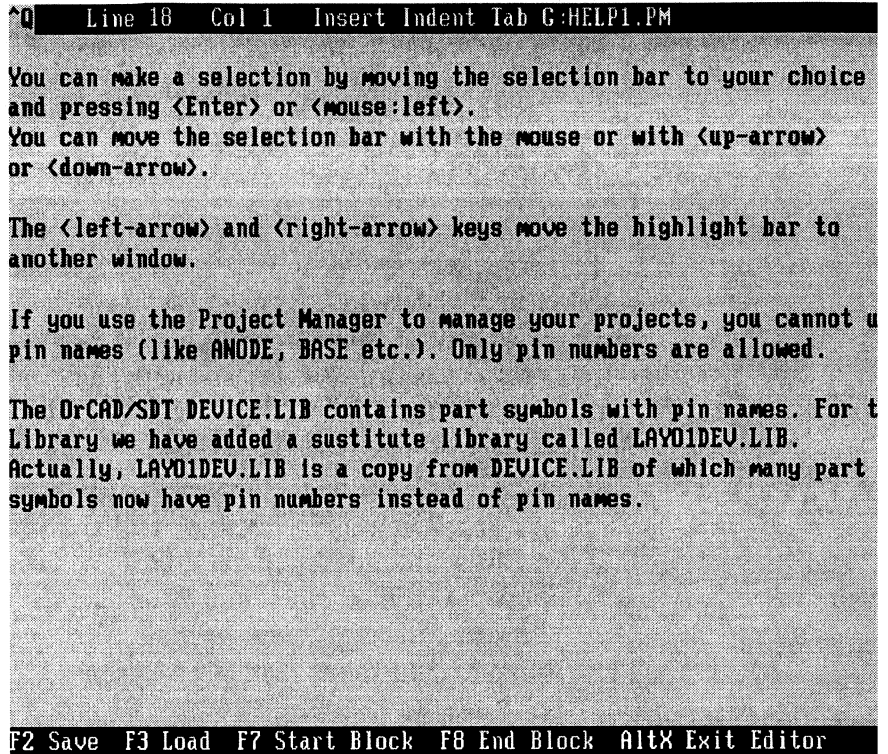 ^Q Line 18 Col 1 Insert Indent Tab G:HELP1.PM
You can make a selection by moving the selection bar to your choice
and pressing <Enter> or <mouse:left>.
You can move the selection bar with the mouse or with <up-arrow>
or <down-arrow>.
The <left-arrow> and <right-arrow> keys move the highlight bar to
another window.
If you use the Project Manager to manage your projects, you cannot u
pin names (like ANODE, BASE etc.). Only pin numbers are allowed.
The OrCAD/SDT DEVICE.LIB contains part symbols with pin names. For t
Library we have added a sustitute library called LAYO1DEV.LIB.
Actually, LAYO1DEV.LIB is a copy from DEVICE.LIB of which many part
symbols now have pin numbers instead of pin names.
F2 Save F3 Load F7 Start Block F8 End Block AltX Exit Editor